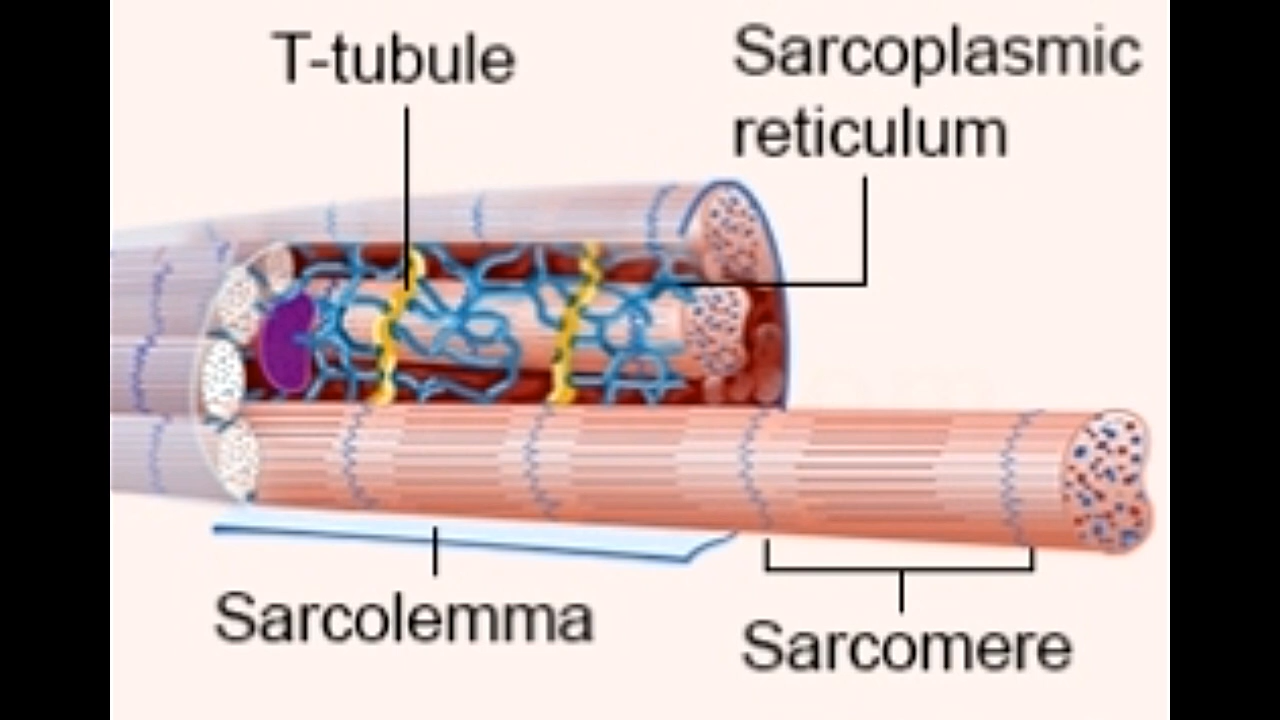 T-tubule
Sarcoplasmic
reticulum
Sarcolemma
Sarcomere